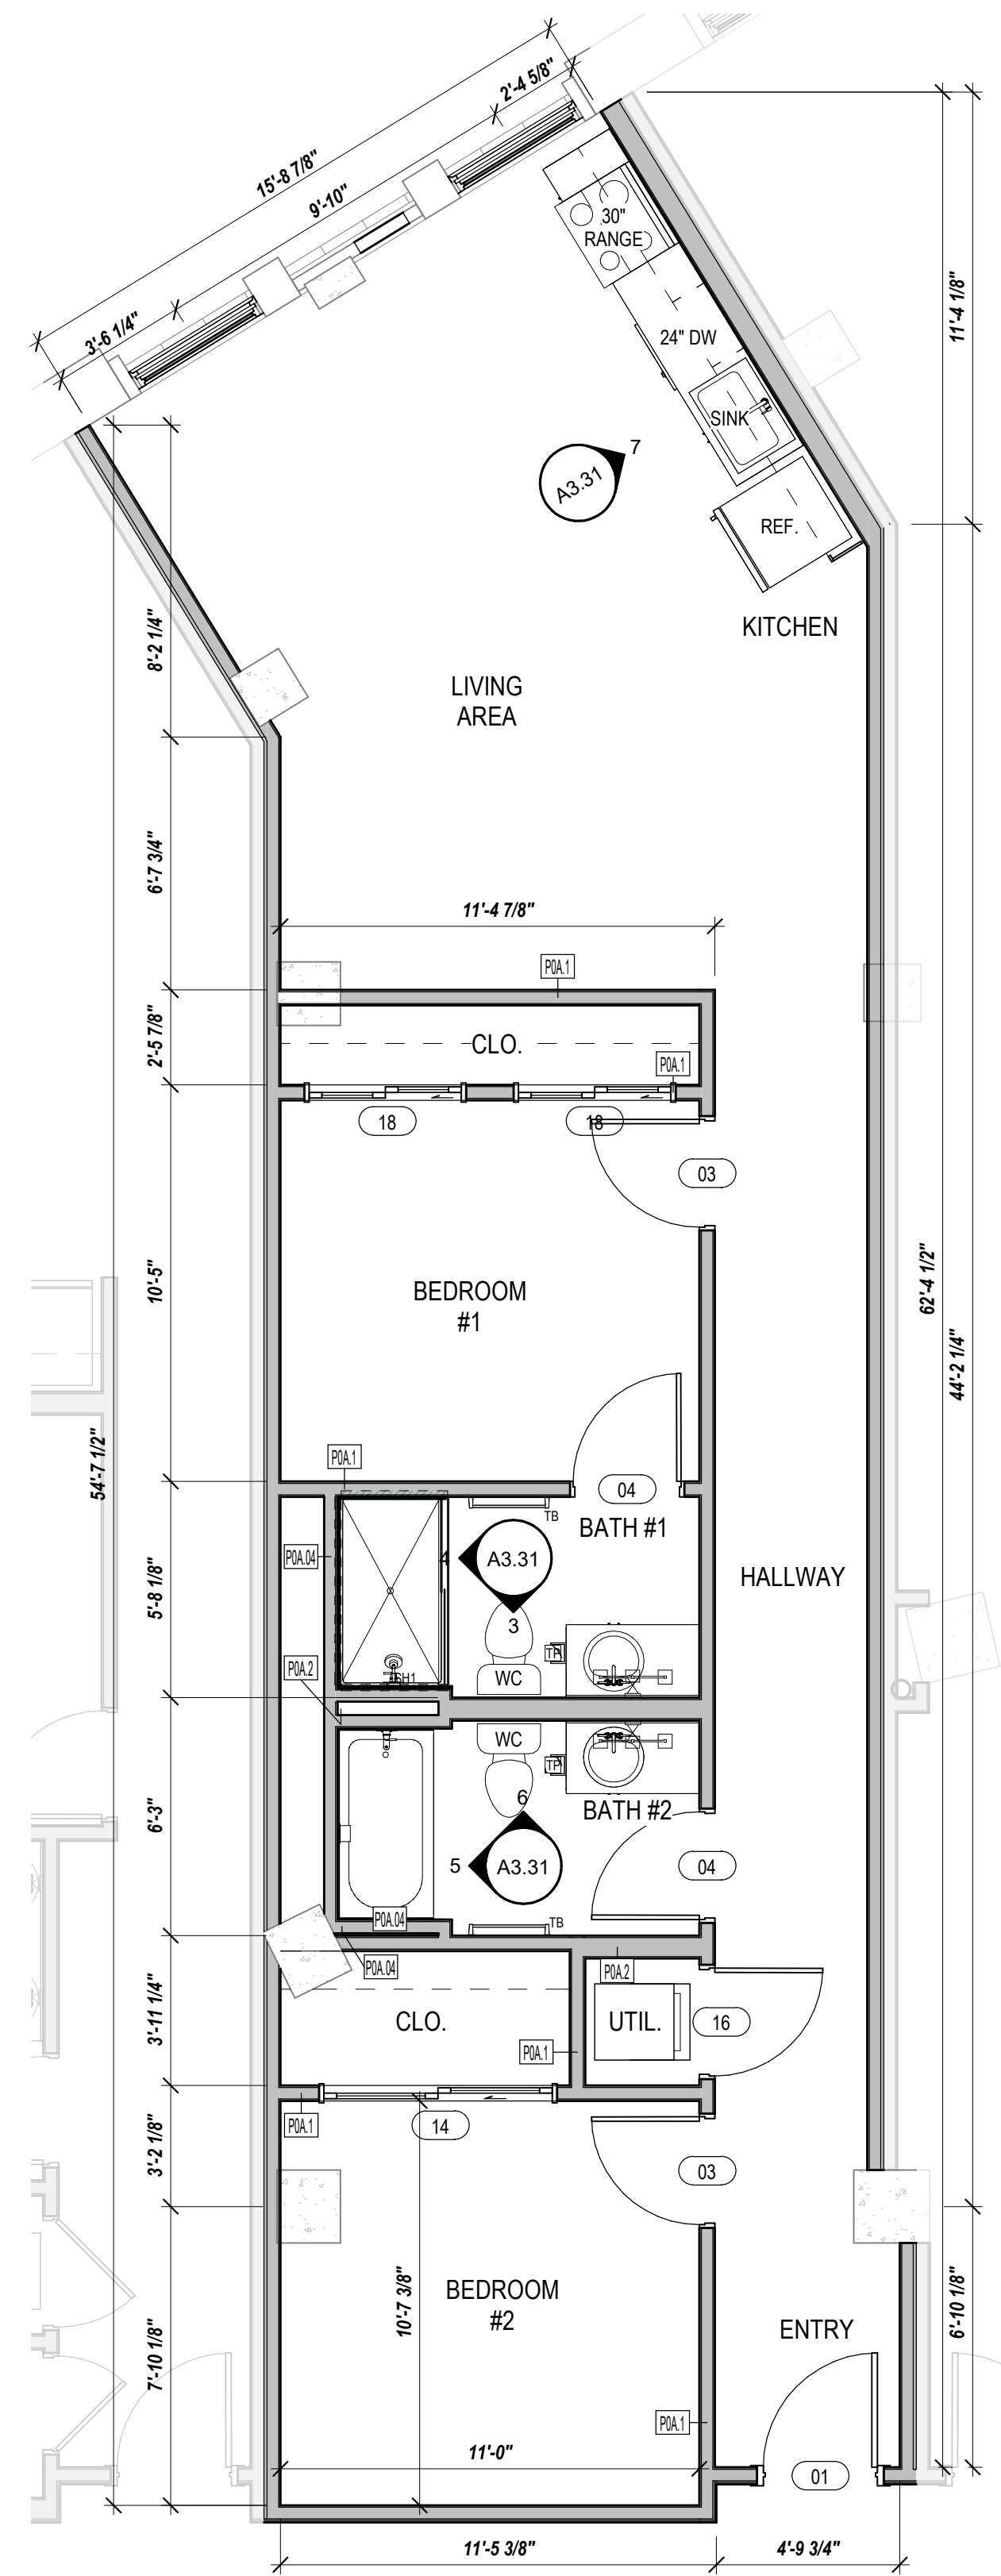 2'-4 5/8"
15'-8 7/8"
9'-10"
3'-6 1/4"
30"
RANGE
24" DW
SINK
REF.
7
A3.31
11'-4 1/8"
KITCHEN
LIVING
AREA
8'-2 1/4"
6'-7 3/4"
11'-4 7/8"
P0A.1
2'-5 7/8"
CLO.
P0A.1
18
18
03
10'-5"
BEDROOM
#1
62'-4 1/2"
44'-2 1/4"
54'-7 1/2"
P0A.1
04
TB
BATH #1
P0A.04
4
A3.31
HALLWAY
5'-8 1/8"
3
TP
P0A.2
SH1
WC
WC
TP
6
BATH #2
6'-3"
5
A3.31
04
P0A.04
TB
P0A.04
P0A.2
3'-11 1/4"
CLO.
UTIL.
16
P0A.1
P0A.1
14
3'-2 1/8"
03
BEDROOM
#2
10'-7 3/8"
ENTRY
6'-10 1/8"
7'-10 1/8"
P0A.1
11'-0"
01
11'-5 3/8"
4'-9 3/4"